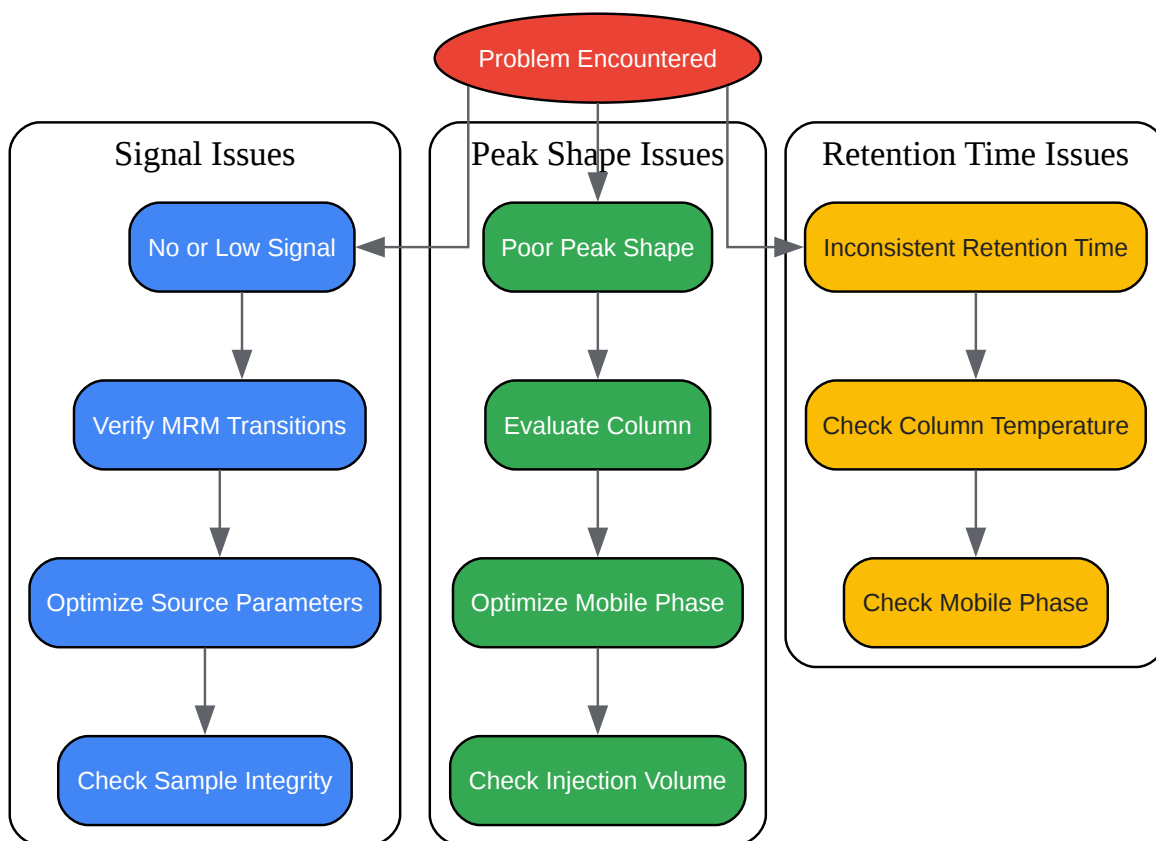 Problem Encountered
Signal Issues
No or Low Signal
Verify MRM Transitions
Optimize Source Parameters
Check Sample Integrity
Peak Shape Issues
Poor Peak Shape
Evaluate Column
Optimize Mobile Phase
Check Injection Volume
Retention Time Issues
Inconsistent Retention Time
Check Column Temperature
Check Mobile Phase